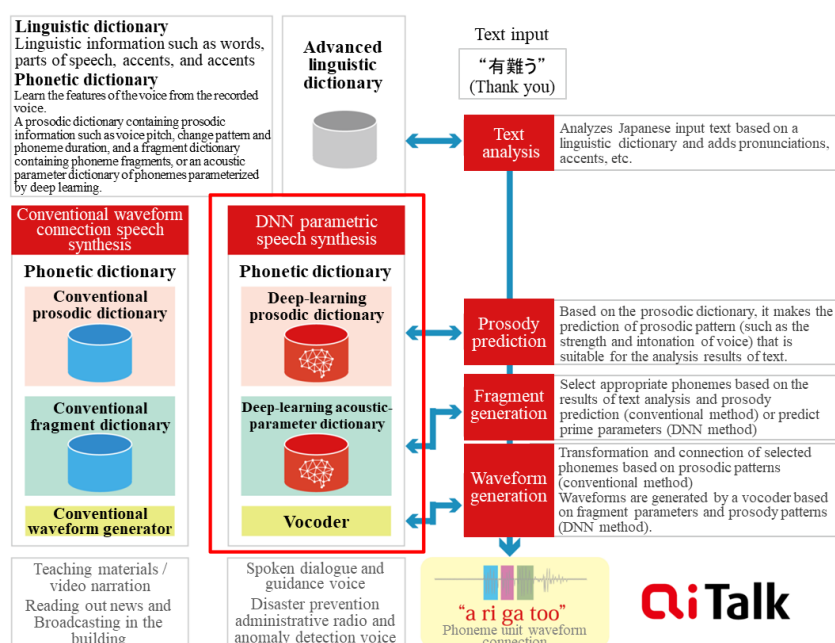 Linguistic dictionary
Linguistic information such as words,
parts of speech, accents, and accents
Phonetic dictionary
Learn the features of the voice from the recorded
voice.
A prosodic dictionary containing prosodic
information such as voice pitch, change pattern and
phoneme duration, and a fragment dictionary
containing phoneme fragments, or an acoustic
parameter dictionary of phonemes parameterized
by deep learning.
Advanced
linguistic
dictionary
Text input
“有難う”
(Thank you)
Text
analysis
Analyzes Japanese input text based on a
linguistic dictionary and adds pronunciations,
accents, etc.
Conventional waveform
connection speech
synthesis
Phonetic dictionary
Conventional
prosodic dictionary
Conventional
fragment dictionary
Conventional
waveform generator
DNN parametric
speech synthesis
Phonetic dictionary
Deep-learning
prosodic dictionary
Deep-learning acoustic-
parameter dictionary
Vocoder
Prosody
prediction
Based on the prosodic dictionary, it makes the
prediction of prosodic pattern (such as the
strength and intonation of voice) that is
suitable for the analysis results of text.
Fragment
generation
Select appropriate phonemes based on the
results of text analysis and prosody
prediction (conventional method) or predict
prime parameters (DNN method)
Waveform
generation
Transformation and connection of selected
phonemes based on prosodic patterns
(conventional method)
Waveforms are generated by a vocoder based
on fragment parameters and prosody patterns
(DNN method).
Teaching materials /
video narration
Reading out news and
Broadcasting in the
building
Spoken dialogue and
guidance voice
Disaster prevention
administrative radio and
anomaly detection voice
“a ri ga too”
Phoneme unit waveform
connection
AiTalk